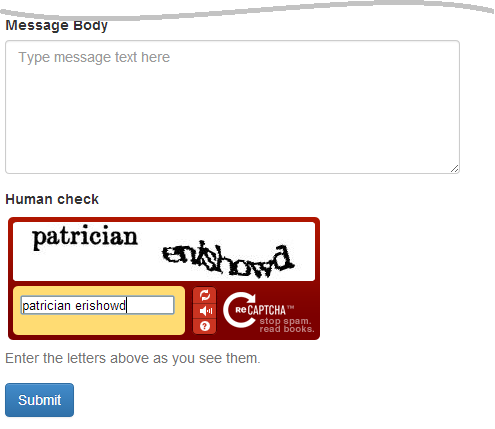 Message Body
Type message text here
Human check
patrician erishowd
patrician erishowd
reCAPTCHA™
stop spam.
read books.
Enter the letters above as you see them.
Submit